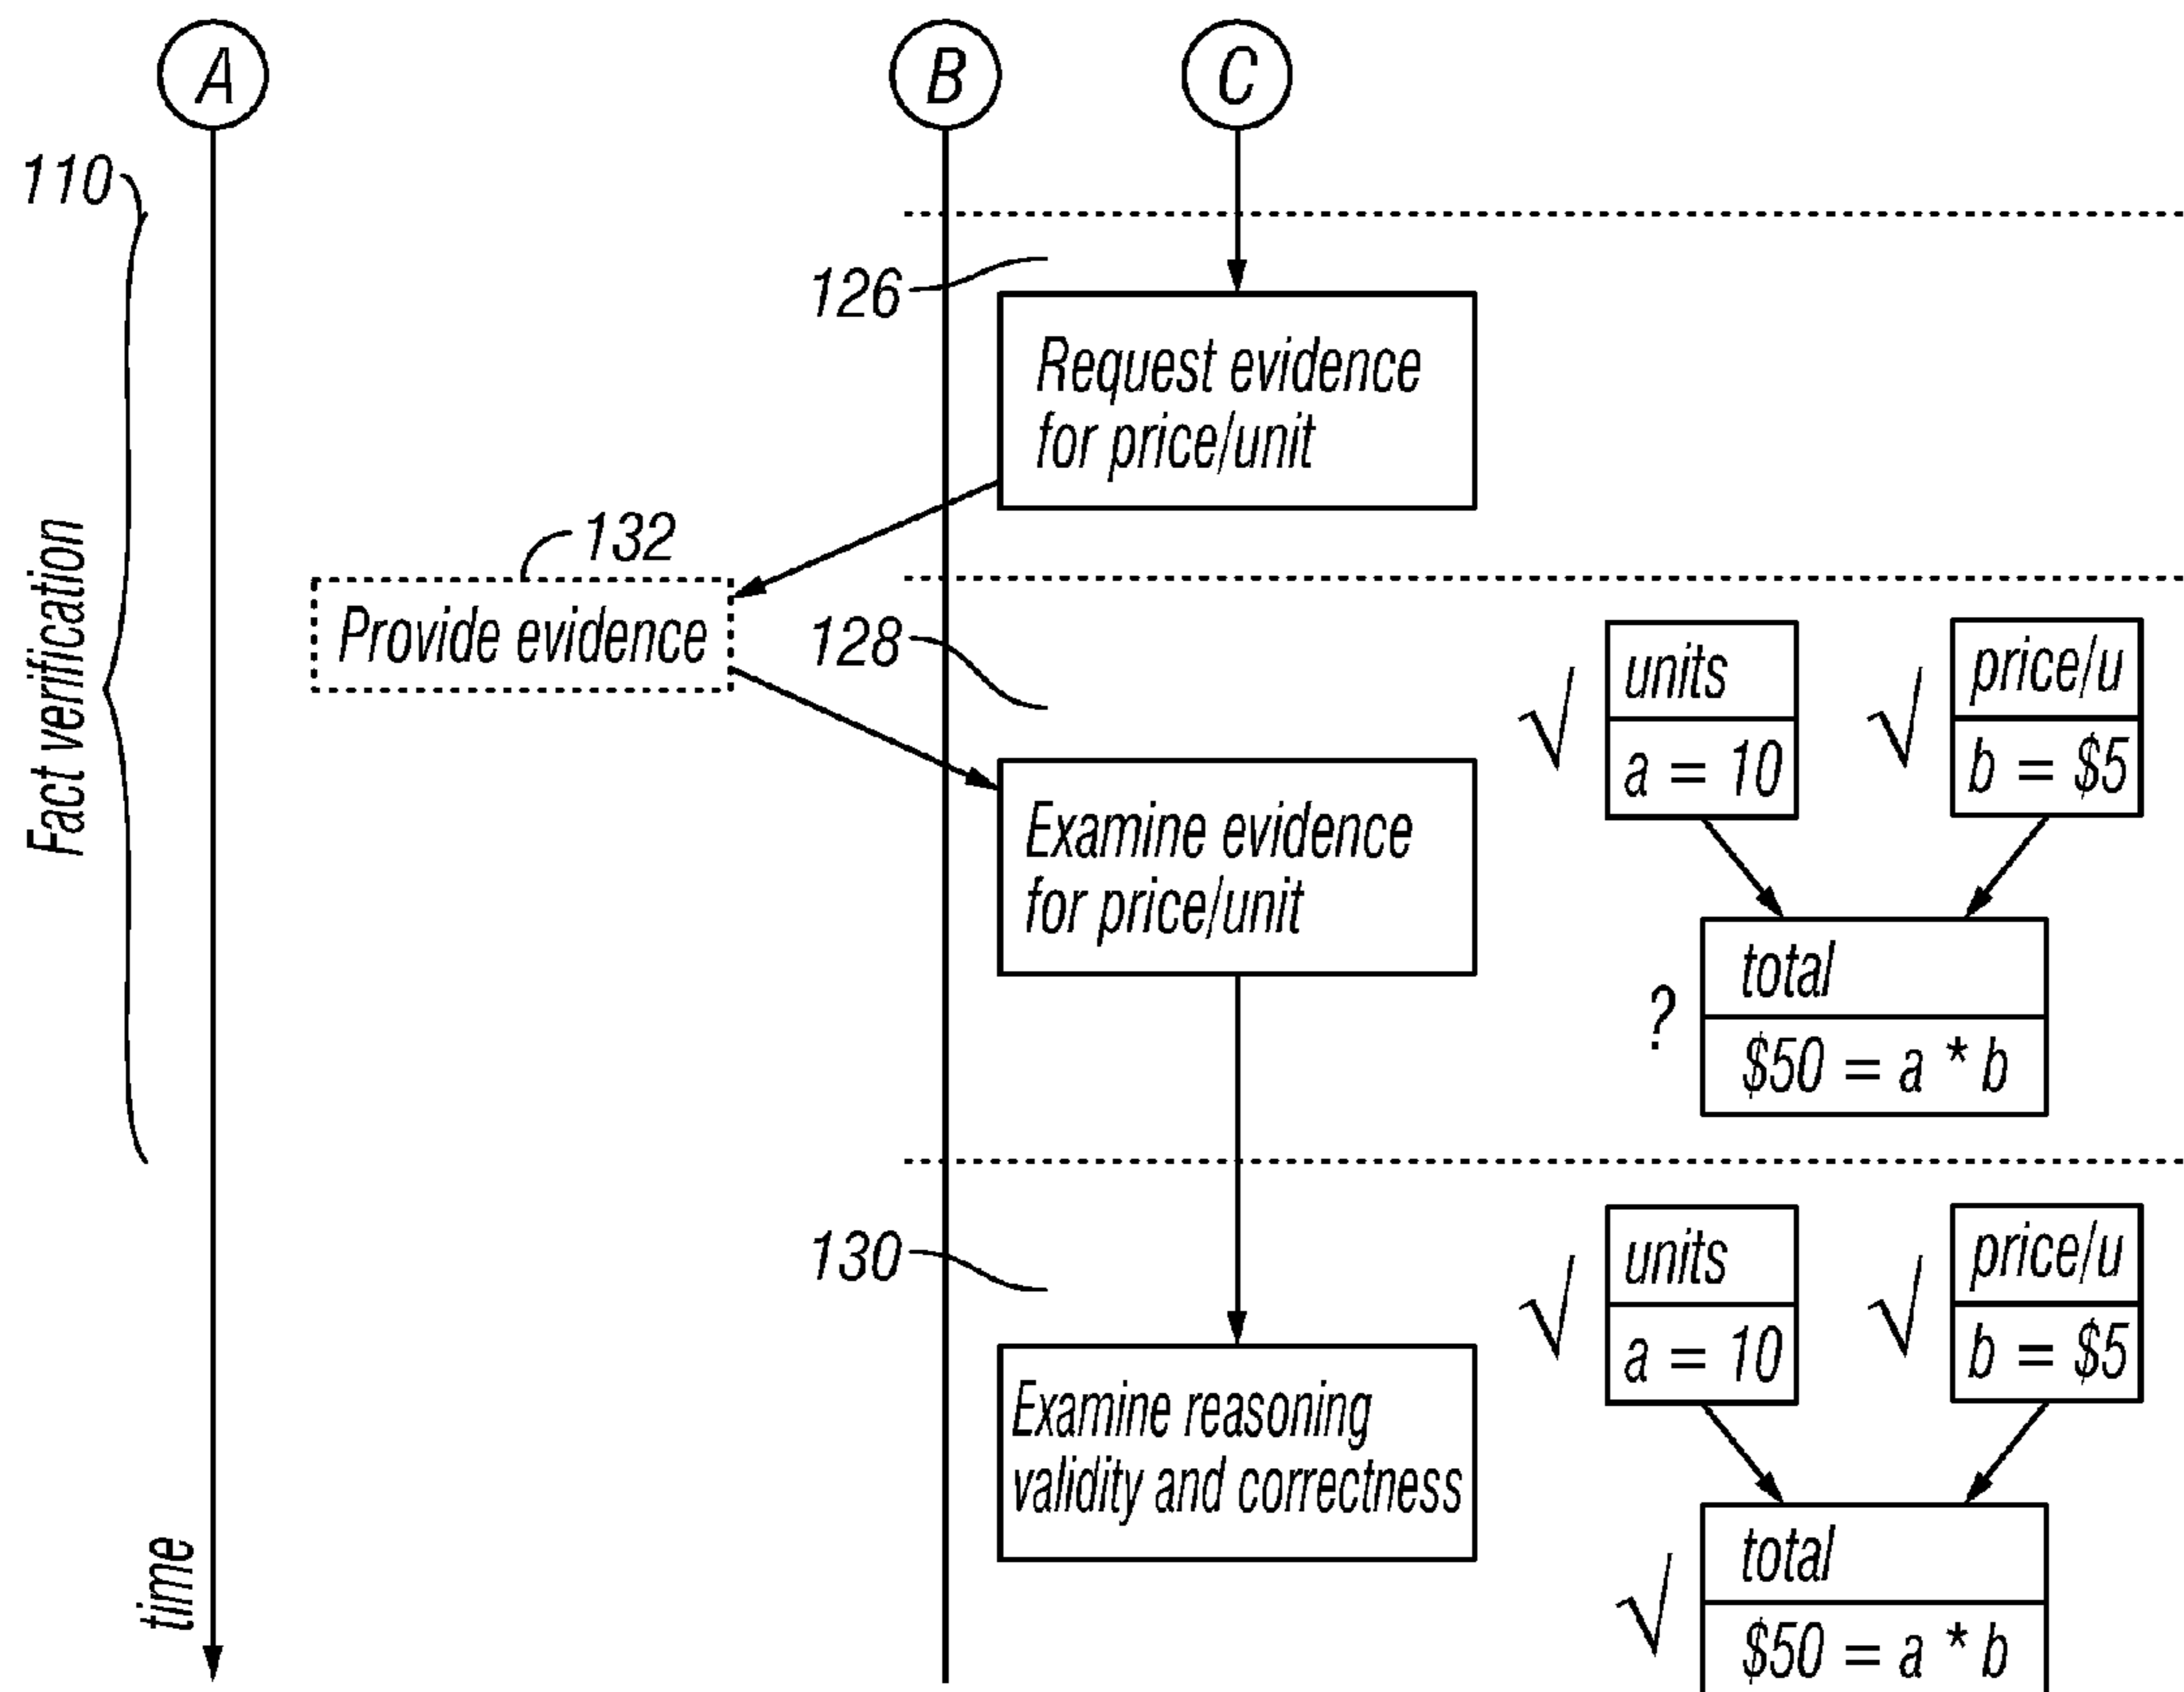 A
B
C
110
126
Request evidence
for price/unit
132
Provide evidence
Fact verification
128
√
units
a = 10
√
price/u
b = $5
Examine evidence
for price/unit
?
total
$50 = a * b
130
√
units
a = 10
√
price/u
b = $5
Examine reasoning
validity and correctness
√
total
$50 = a * b
time